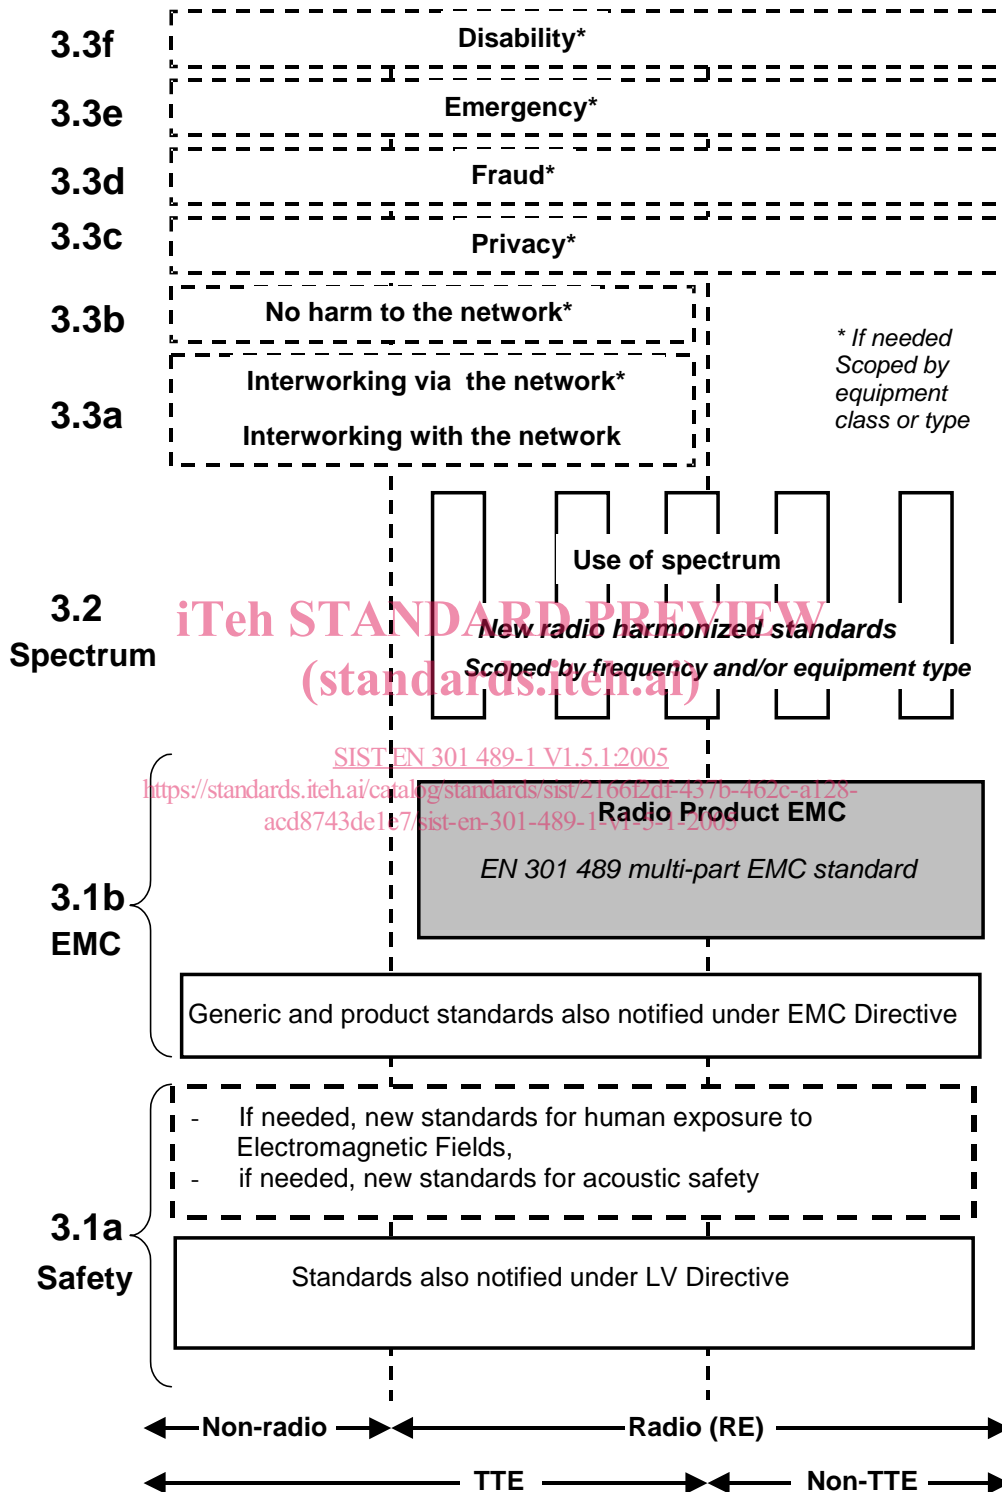 3.3f
Disability*
3.3e
Emergency*
3.3d
Fraud*
3.3c
Privacy*
3.3b
No harm to the network*
* If needed
Scoped by
equipment
class or type
3.3a
Interworking via the network*
Interworking with the network
Use of spectrum
3.2
Spectrum
iTeh STANDARD PREVIEW
New radio harmonized standards
(standards.iteh.ai)
Scoped by frequency and/or equipment type
SIST EN 301 489-1 V1.5.1:2005
https://standards.iteh.ai/catalog/standards/sist/2166f2df-437b-462c-a128-
acd8743de1e7/sist-en-301-489-1-v1-5-1-2005
Radio Product EMC
EN 301 489 multi-part EMC standard
3.1b
EMC
Generic and product standards also notified under EMC Directive
- If needed, new standards for human exposure to
Electromagnetic Fields,
- if needed, new standards for acoustic safety
3.1a
Safety
Standards also notified under LV Directive
Non-radio
Radio (RE)
TTE
Non-TTE